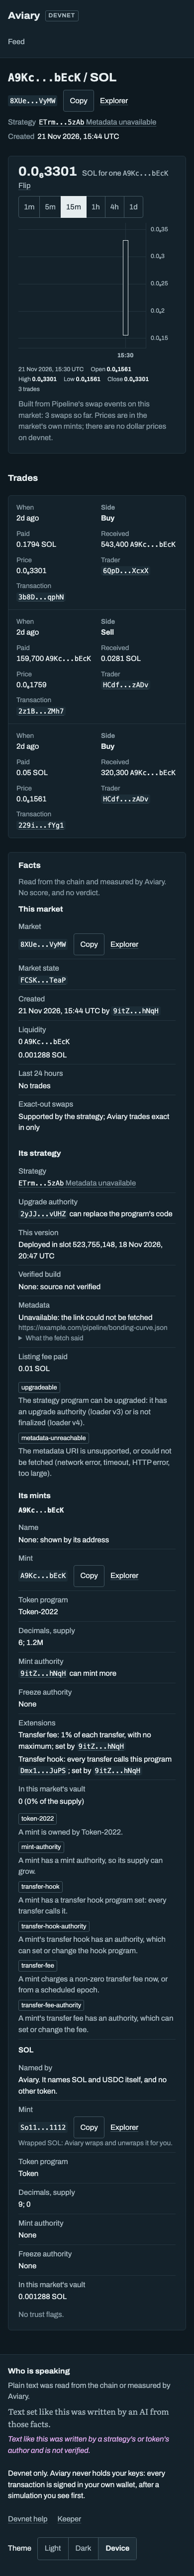 Aviary DEVNET
Feed
A9Kc...bEcK / SOL
8XUe...VyMW Copy Explorer
Strategy ETrm...5zAb Metadata unavailable
Created 21 Nov 2026, 15:44 UTC
0.0₆3301 SOL for one A9Kc...bEcK
Flip
1m 5m 15m 1h 4h 1d
0.0₆35
0.0₆3
0.0₆25
0.0₆2
0.0₆15
15:30
21 Nov 2026, 15:30 UTC Open 0.0₆1561
High 0.0₆3301 Low 0.0₆1561 Close 0.0₆3301
3 trades
Built from Pipeline's swap events on this
market: 3 swaps so far. Prices are in the
market's own mints; there are no dollar prices
on devnet.
Trades
When Side
2d ago Buy
Paid Received
0.1794 SOL 543,400 A9Kc...bEcK
Price Trader
0.0₆3301 6QpD...XcxX
Transaction
3b8D...qphN
When Side
2d ago Sell
Paid Received
159,700 A9Kc...bEcK 0.0281 SOL
Price Trader
0.0₆1759 HCdf...zADv
Transaction
2z1B...ZMh7
When Side
2d ago Buy
Paid Received
0.05 SOL 320,300 A9Kc...bEcK
Price Trader
0.0₆1561 HCdf...zADv
Transaction
229i...fYg1
Facts
Read from the chain and measured by Aviary.
No score, and no verdict.
This market
Market
8XUe...VyMW Copy Explorer
Market state
FCSK...TeaP
Created
21 Nov 2026, 15:44 UTC by 9itZ...hNqH
Liquidity
0 A9Kc...bEcK
0.001288 SOL
Last 24 hours
No trades
Exact-out swaps
Supported by the strategy; Aviary trades exact
in only
Its strategy
Strategy
ETrm...5zAb Metadata unavailable
Upgrade authority
2yJJ...vUHZ can replace the program's code
This version
Deployed in slot 523,755,148, 18 Nov 2026,
20:47 UTC
Verified build
None: source not verified
Metadata
Unavailable: the link could not be fetched
https://example.com/pipeline/bonding-curve.json
▸ What the fetch said
Listing fee paid
0.01 SOL
upgradeable
The strategy program can be upgraded: it has
an upgrade authority (loader v3) or is not
finalized (loader v4).
metadata-unreachable
The metadata URI is unsupported, or could not
be fetched (network error, timeout, HTTP error,
too large).
Its mints
A9Kc...bEcK
Name
None: shown by its address
Mint
A9Kc...bEcK Copy Explorer
Token program
Token-2022
Decimals, supply
6; 1.2M
Mint authority
9itZ...hNqH can mint more
Freeze authority
None
Extensions
Transfer fee: 1% of each transfer, with no
maximum; set by 9itZ...hNqH
Transfer hook: every transfer calls this program
Dmx1...JuPS ; set by 9itZ...hNqH
In this market's vault
0 (0% of the supply)
token-2022
A mint is owned by Token-2022.
mint-authority
A mint has a mint authority, so its supply can
grow.
transfer-hook
A mint has a transfer hook program set: every
transfer calls it.
transfer-hook-authority
A mint's transfer hook has an authority, which
can set or change the hook program.
transfer-fee
A mint charges a non-zero transfer fee now, or
from a scheduled epoch.
transfer-fee-authority
A mint's transfer fee has an authority, which can
set or change the fee.
SOL
Named by
Aviary. It names SOL and USDC itself, and no
other token.
Mint
So11...1112 Copy Explorer
Wrapped SOL: Aviary wraps and unwraps it for you.
Token program
Token
Decimals, supply
9; 0
Mint authority
None
Freeze authority
None
In this market's vault
0.001288 SOL
No trust flags.
Who is speaking
Plain text was read from the chain or measured by
Aviary.
Text set like this was written by an AI from
those facts.
Text like this was written by a strategy's or token's
author and is not verified.
Devnet only. Aviary never holds your keys: every
transaction is signed in your own wallet, after a
simulation you see first.
Devnet help Keeper
Theme Light Dark Device